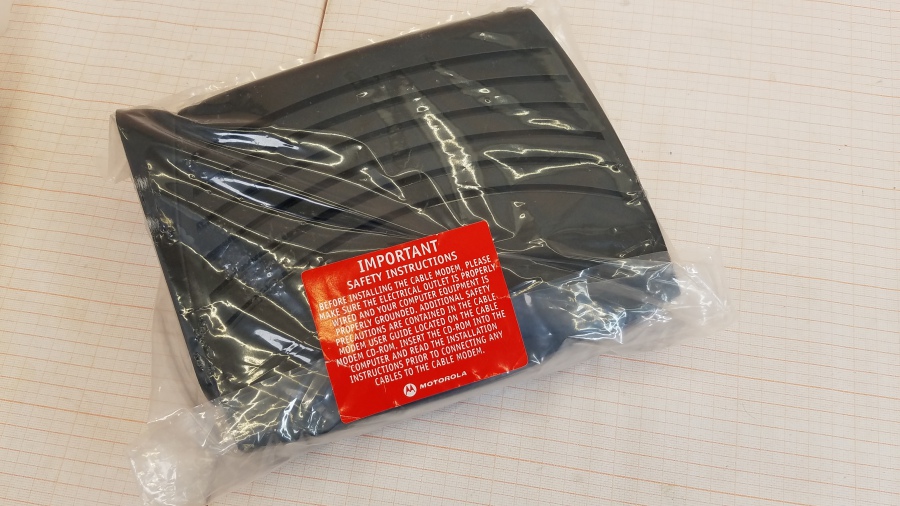 IMPORTANT
SAFETY INSTRUCTIONS
BEFORE INSTALLING THE CABLE MODEM, PLEASE
MAKE SURE THE ELECTRICAL OUTLET IS PROPERLY
WIRED AND YOUR COMPUTER EQUIPMENT IS
PROPERLY GROUNDED. ADDITIONAL SAFETY
PRECAUTIONS ARE CONTAINED IN THE CABLE
MODEM USER GUIDE LOCATED ON THE CABLE
MODEM CD-ROM. INSERT THE CD-ROM INTO THE
COMPUTER AND READ THE INSTALLATION
INSTRUCTIONS PRIOR TO CONNECTING ANY
CABLES TO THE CABLE MODEM.
MOTOROLA